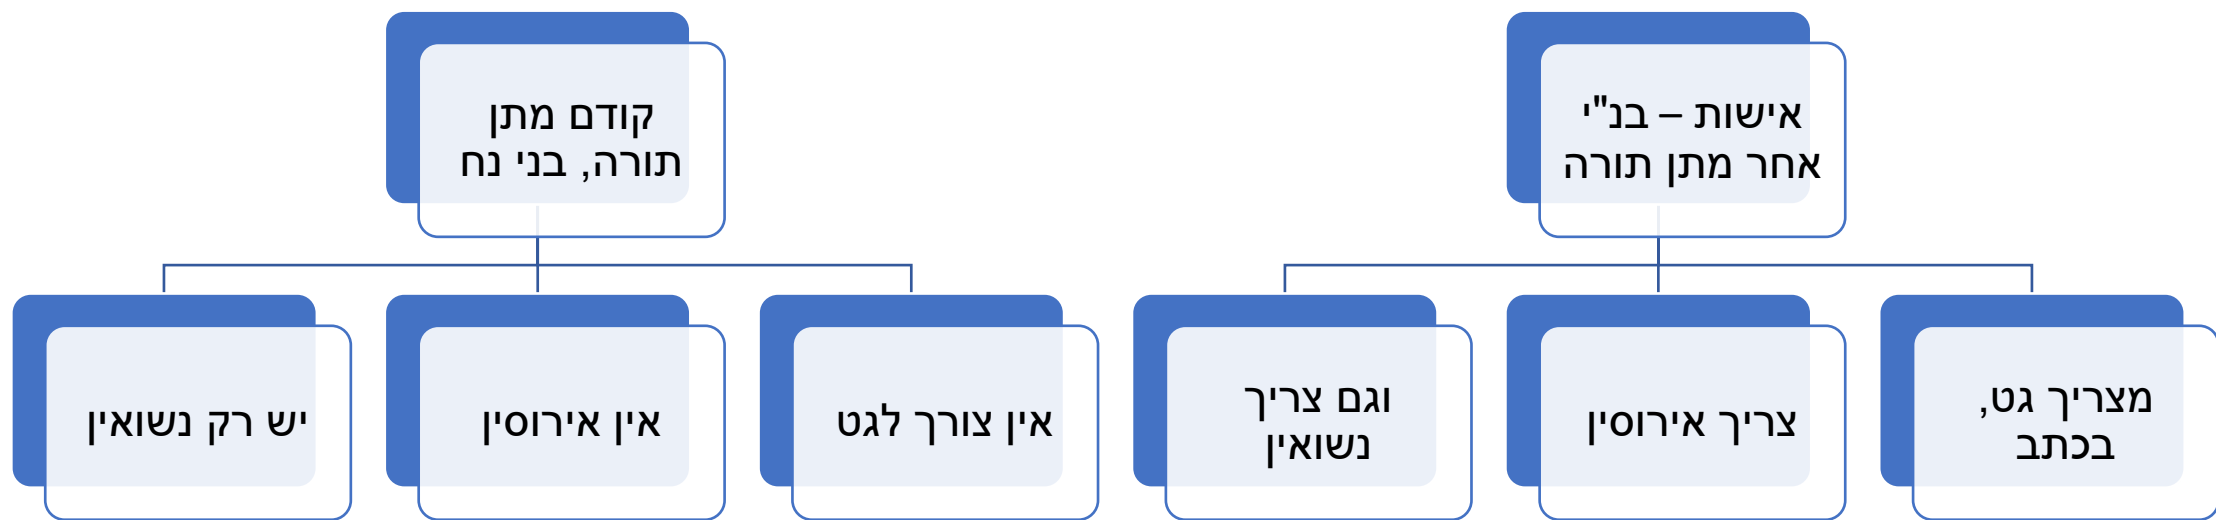 אישות – בנ"י
אחר מתן תורה
מצריך גט,
בכתב
צריך אירוסין
וגם צריך
נשואין
קודם מתן
תורה, בני נח
אין צורך לגט
אין אירוסין
יש רק נשואין